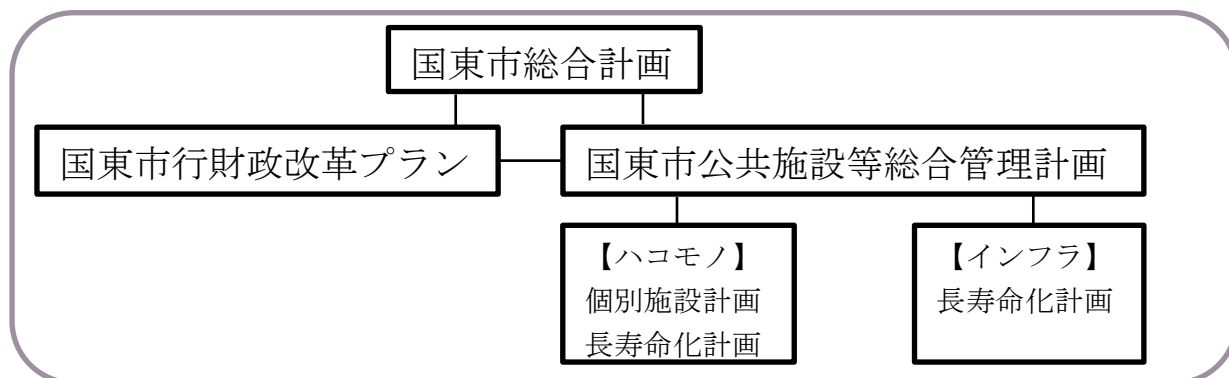 国東市総合計画
国東市行財政改革プラン
国東市公共施設等総合管理計画
【ハコモノ】
個別施設計画
長寿命化計画
【インフラ】
長寿命化計画